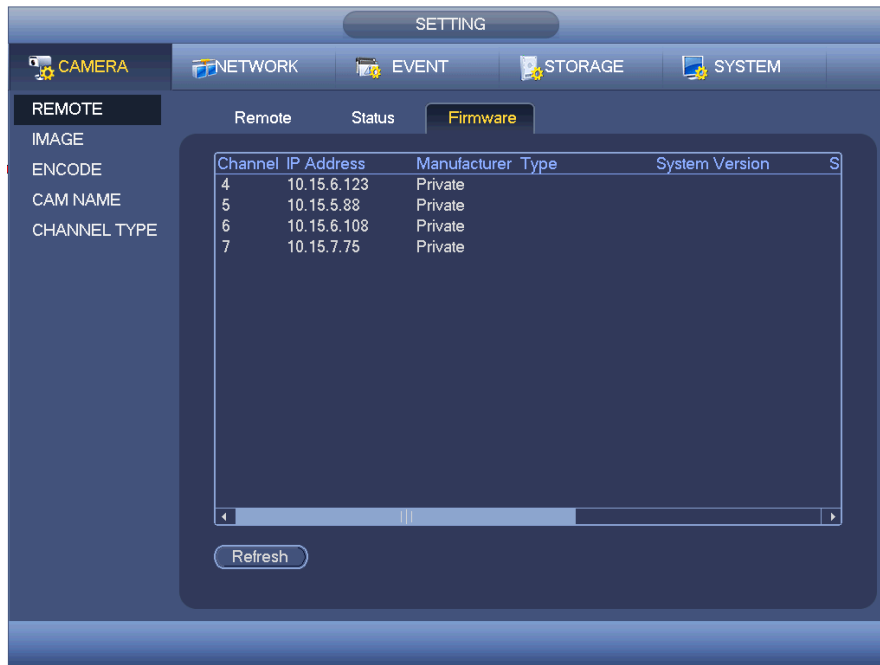 SETTING
CAMERA NETWORK EVENT STORAGE SYSTEM
REMOTE
IMAGE
ENCODE
CAM NAME
CHANNEL TYPE
Remote Status Firmware
Channel IP Address Manufacturer Type System Version S
4 10.15.6.123 Private
5 10.15.5.88 Private
6 10.15.6.108 Private
7 10.15.7.75 Private
Refresh